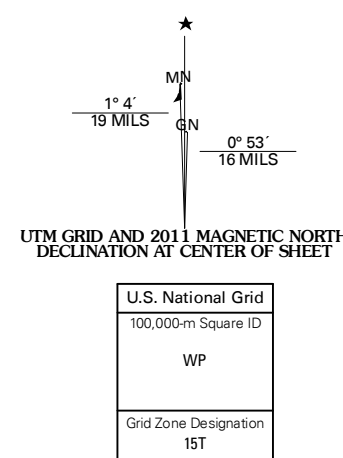 ★
MN
1° 4´
19 MILS
GN
0° 53´
16 MILS
UTM GRID AND 2011 MAGNETIC NORTH
DECLINATION AT CENTER OF SHEET
U.S. National Grid
100,000-m Square ID
WP
Grid Zone Designation
15T